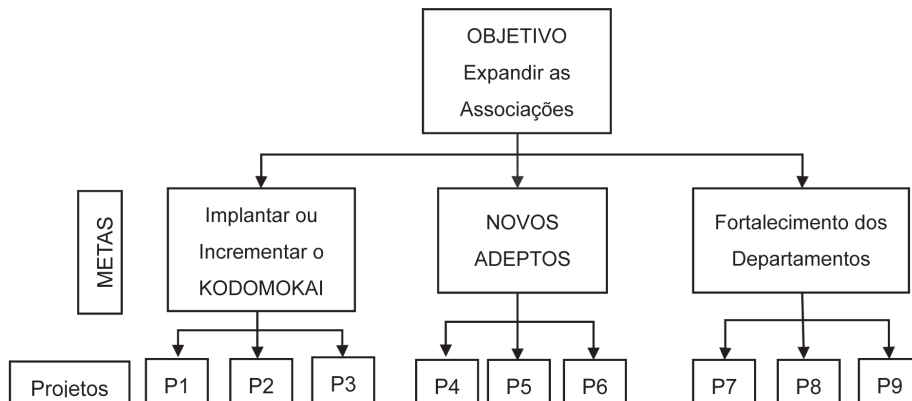 OBJETIVO
Expandir as
Associações
METAS
Implantar ou
Incrementar o
KODOMOKAI
NOVOS
ADEPTOS
Fortalecimento dos
Departamentos
Projetos
P1
P2
P3
P4
P5
P6
P7
P8
P9